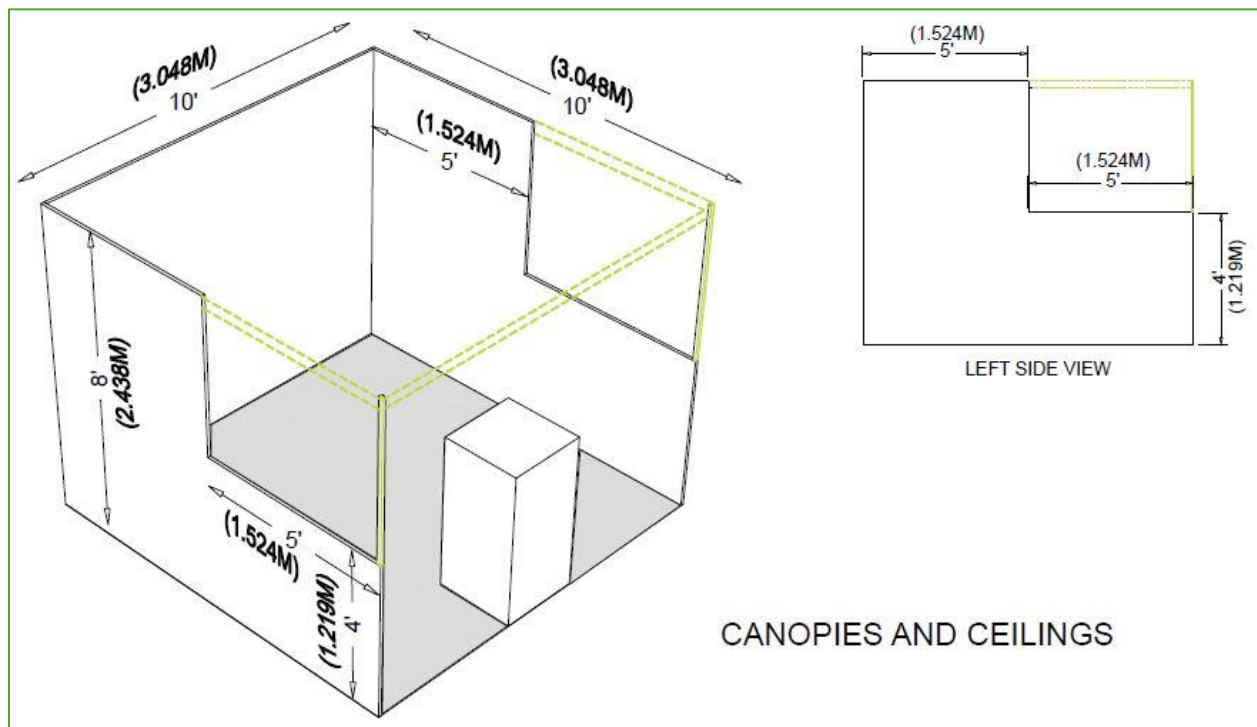 (3.048M)
10'
(3.048M)
10'
(1.524M)
5'
8'
(2.438M)
5'
(1.524M)
(1.219M)
4'
(1.524M)
5'
(1.524M)
5'
4'
(1.219M)
LEFT SIDE VIEW
CANOPIES AND CEILINGS